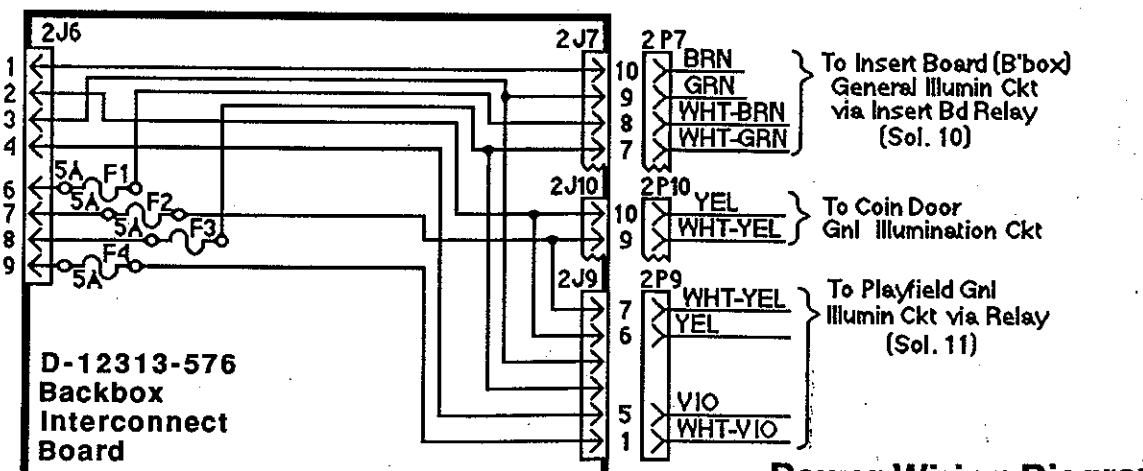 2J6
2J7
2P7
1
2
3
4
6
7
8
9
5A
F1
5A
F2
5A
F3
F4
5A
10
9
8
7
BRN
GRN
WHT-BRN
WHT-GRN
To Insert Board (B'box)
General Illumin Ckt
via Insert Bd Relay
(Sol. 10)
2J10
2P10
10
9
YEL
WHT-YEL
To Coin Door
Gnl Illumination Ckt
2J9
2P9
7
6
5
1
WHT-YEL
YEL
VIO
WHT-VIO
To Playfield Gnl
Illumin Ckt via Relay
(Sol. 11)
D-12313-576
Backbox
Interconnect
Board